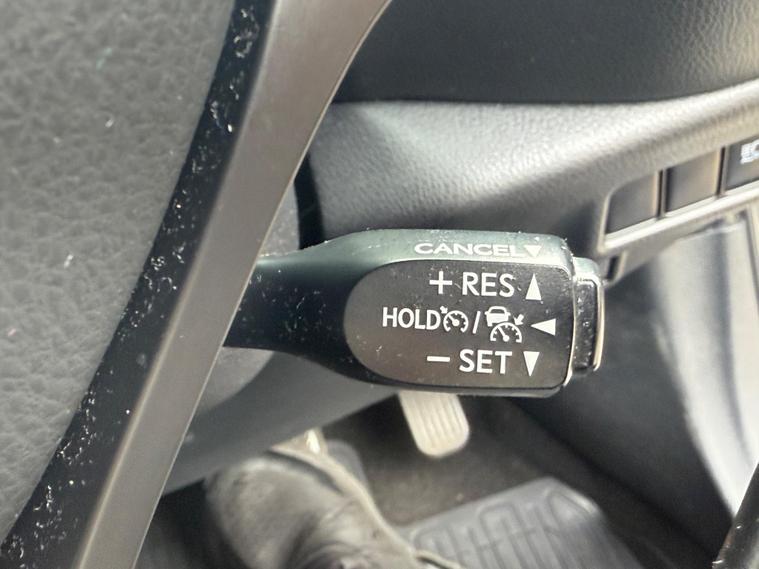 CANCEL▼
+ RES ▲
HOLD / ◀
− SET ▼